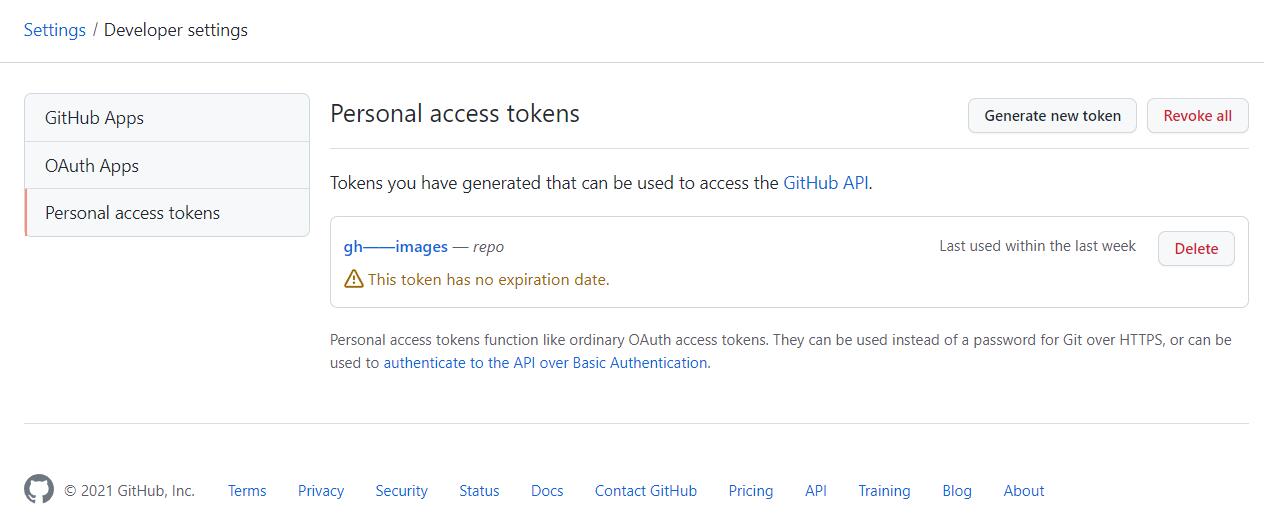 Settings / Developer settings
GitHub Apps
OAuth Apps
Personal access tokens
Personal access tokens
Generate new token
Revoke all
Tokens you have generated that can be used to access the GitHub API.
gh——images — repo
Last used within the last week
Delete
This token has no expiration date.
Personal access tokens function like ordinary OAuth access tokens. They can be used instead of a password for Git over HTTPS, or can be
used to authenticate to the API over Basic Authentication.
© 2021 GitHub, Inc. Terms Privacy Security Status Docs Contact GitHub Pricing API Training Blog About